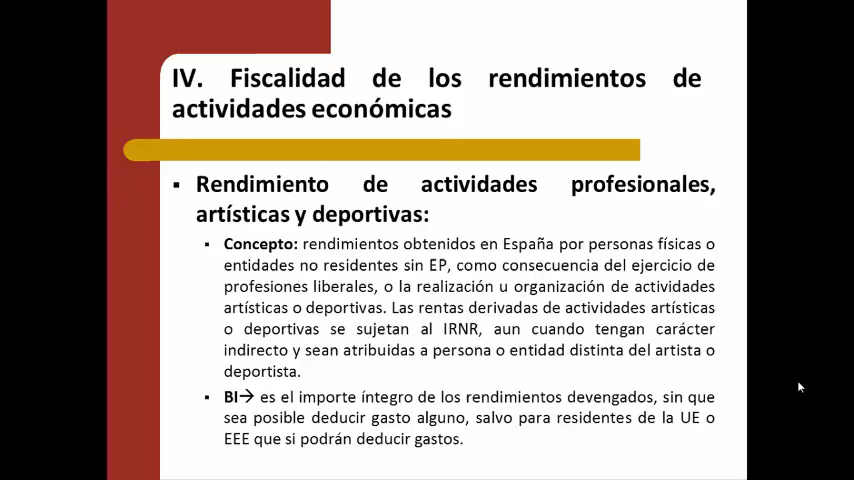 IV. Fiscalidad de los rendimientos de
actividades económicas
▪ Rendimiento de actividades profesionales,
artísticas y deportivas:
▪ Concepto: rendimientos obtenidos en España por personas físicas o
entidades no residentes sin EP, como consecuencia del ejercicio de
profesiones liberales, o la realización u organización de actividades
artísticas o deportivas. Las rentas derivadas de actividades artísticas
o deportivas se sujetan al IRNR, aun cuando tengan carácter
indirecto y sean atribuidas a persona o entidad distinta del artista o
deportista.
▪ BI→ es el importe íntegro de los rendimientos devengados, sin que
sea posible deducir gasto alguno, salvo para residentes de la UE o
EEE que si podrán deducir gastos.